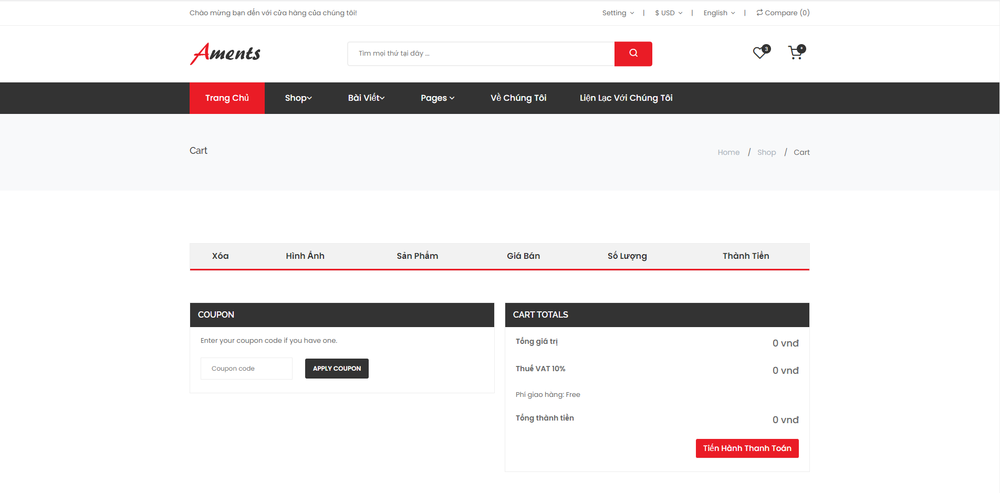 Chào mừng bạn đến với cửa hàng của chúng tôi!
Setting | $ USD | English | Compare (0)
Aments
Tìm mọi thứ tại đây ...
3
*
Trang Chủ Shop Bài Viết Pages Về Chúng Tôi Liện Lạc Với Chúng Tôi
Cart
Home / Shop / Cart
Xóa Hình Ảnh Sản Phẩm Giá Bán Số Lượng Thành Tiền
COUPON
Enter your coupon code if you have one.
Coupon code APPLY COUPON
CART TOTALS
Tổng giá trị 0 vnđ
Thuế VAT 10% 0 vnđ
Phí giao hàng: Free
Tổng thành tiền 0 vnđ
Tiến Hành Thanh Toán